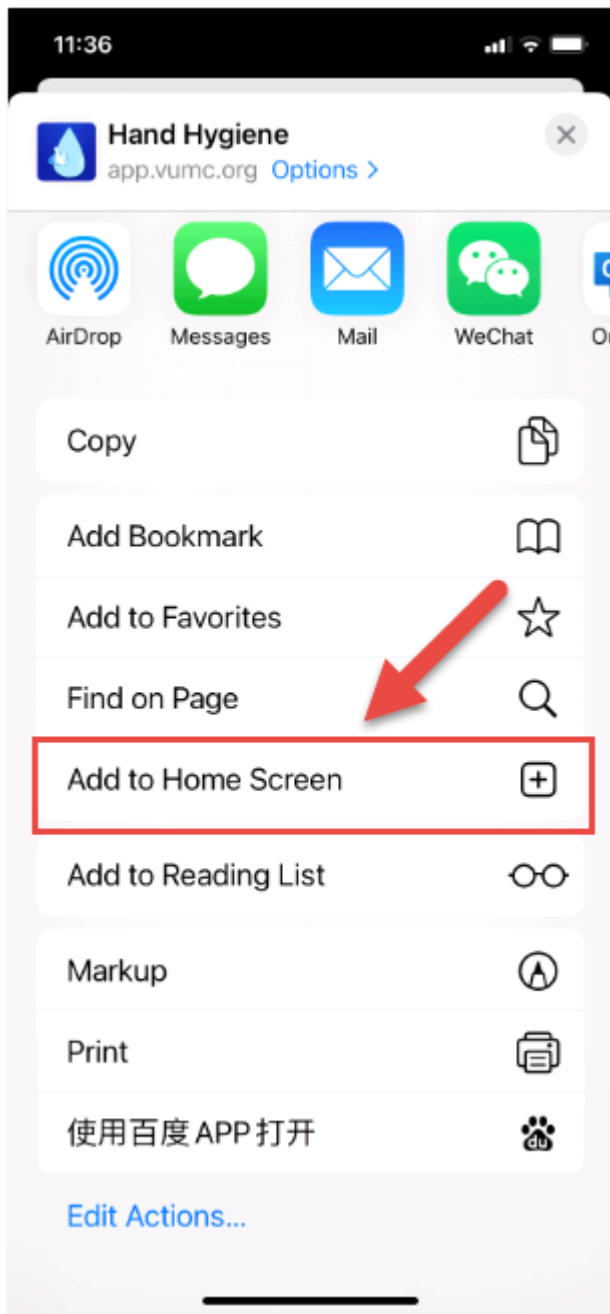 11:36
Hand Hygiene
app.vumc.org Options >
AirDrop Messages Mail WeChat
Copy
Add Bookmark
Add to Favorites
Find on Page
Add to Home Screen
Add to Reading List
Markup
Print
使用百度APP打开
du
Edit Actions...